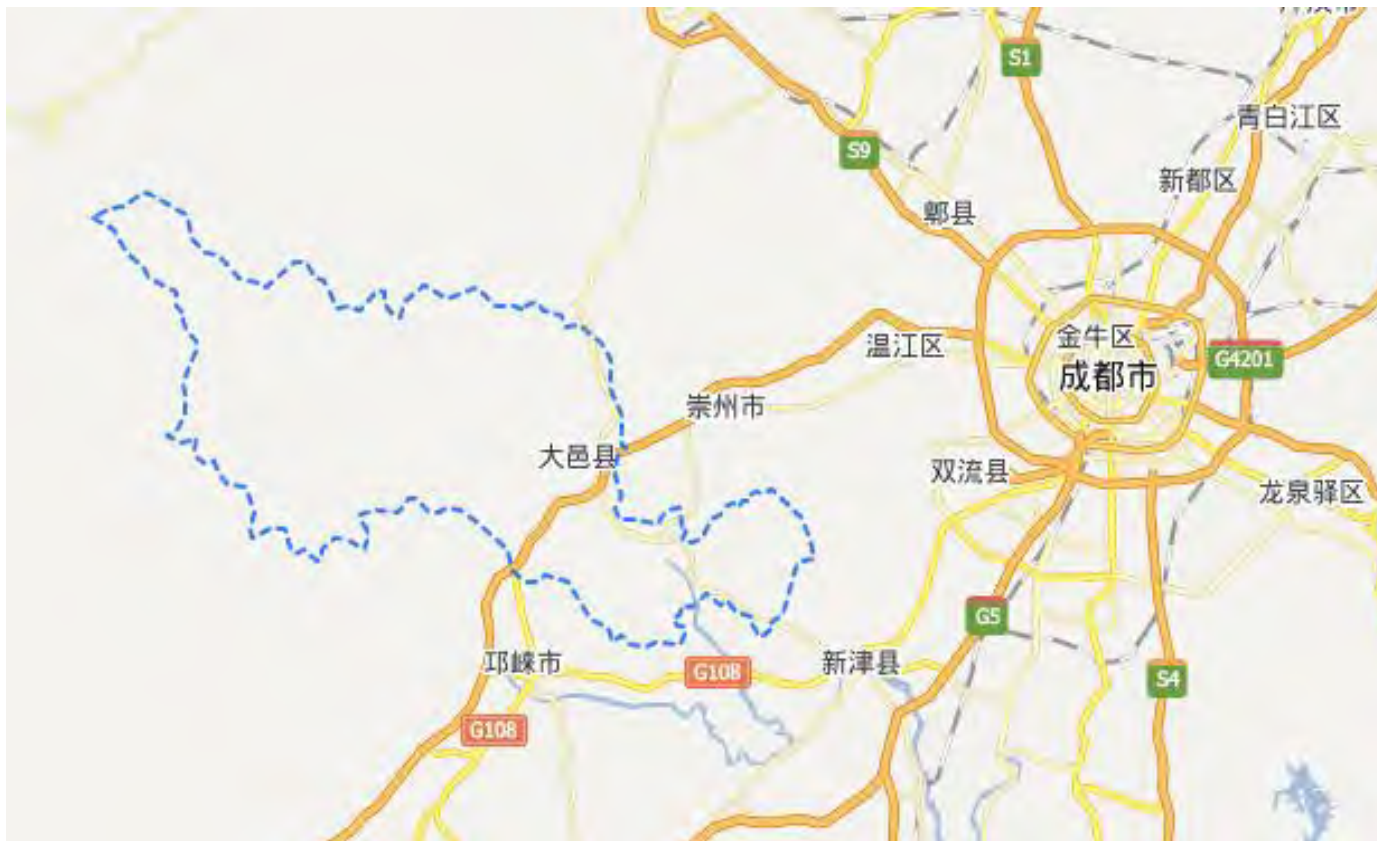 S1
青白江区
S9
新都区
郫县
金牛区
温江区
G4201
成都市
崇州市
大邑县
双流县
龙泉驿区
G5
邛崃市
G108
新津县
S4
G108